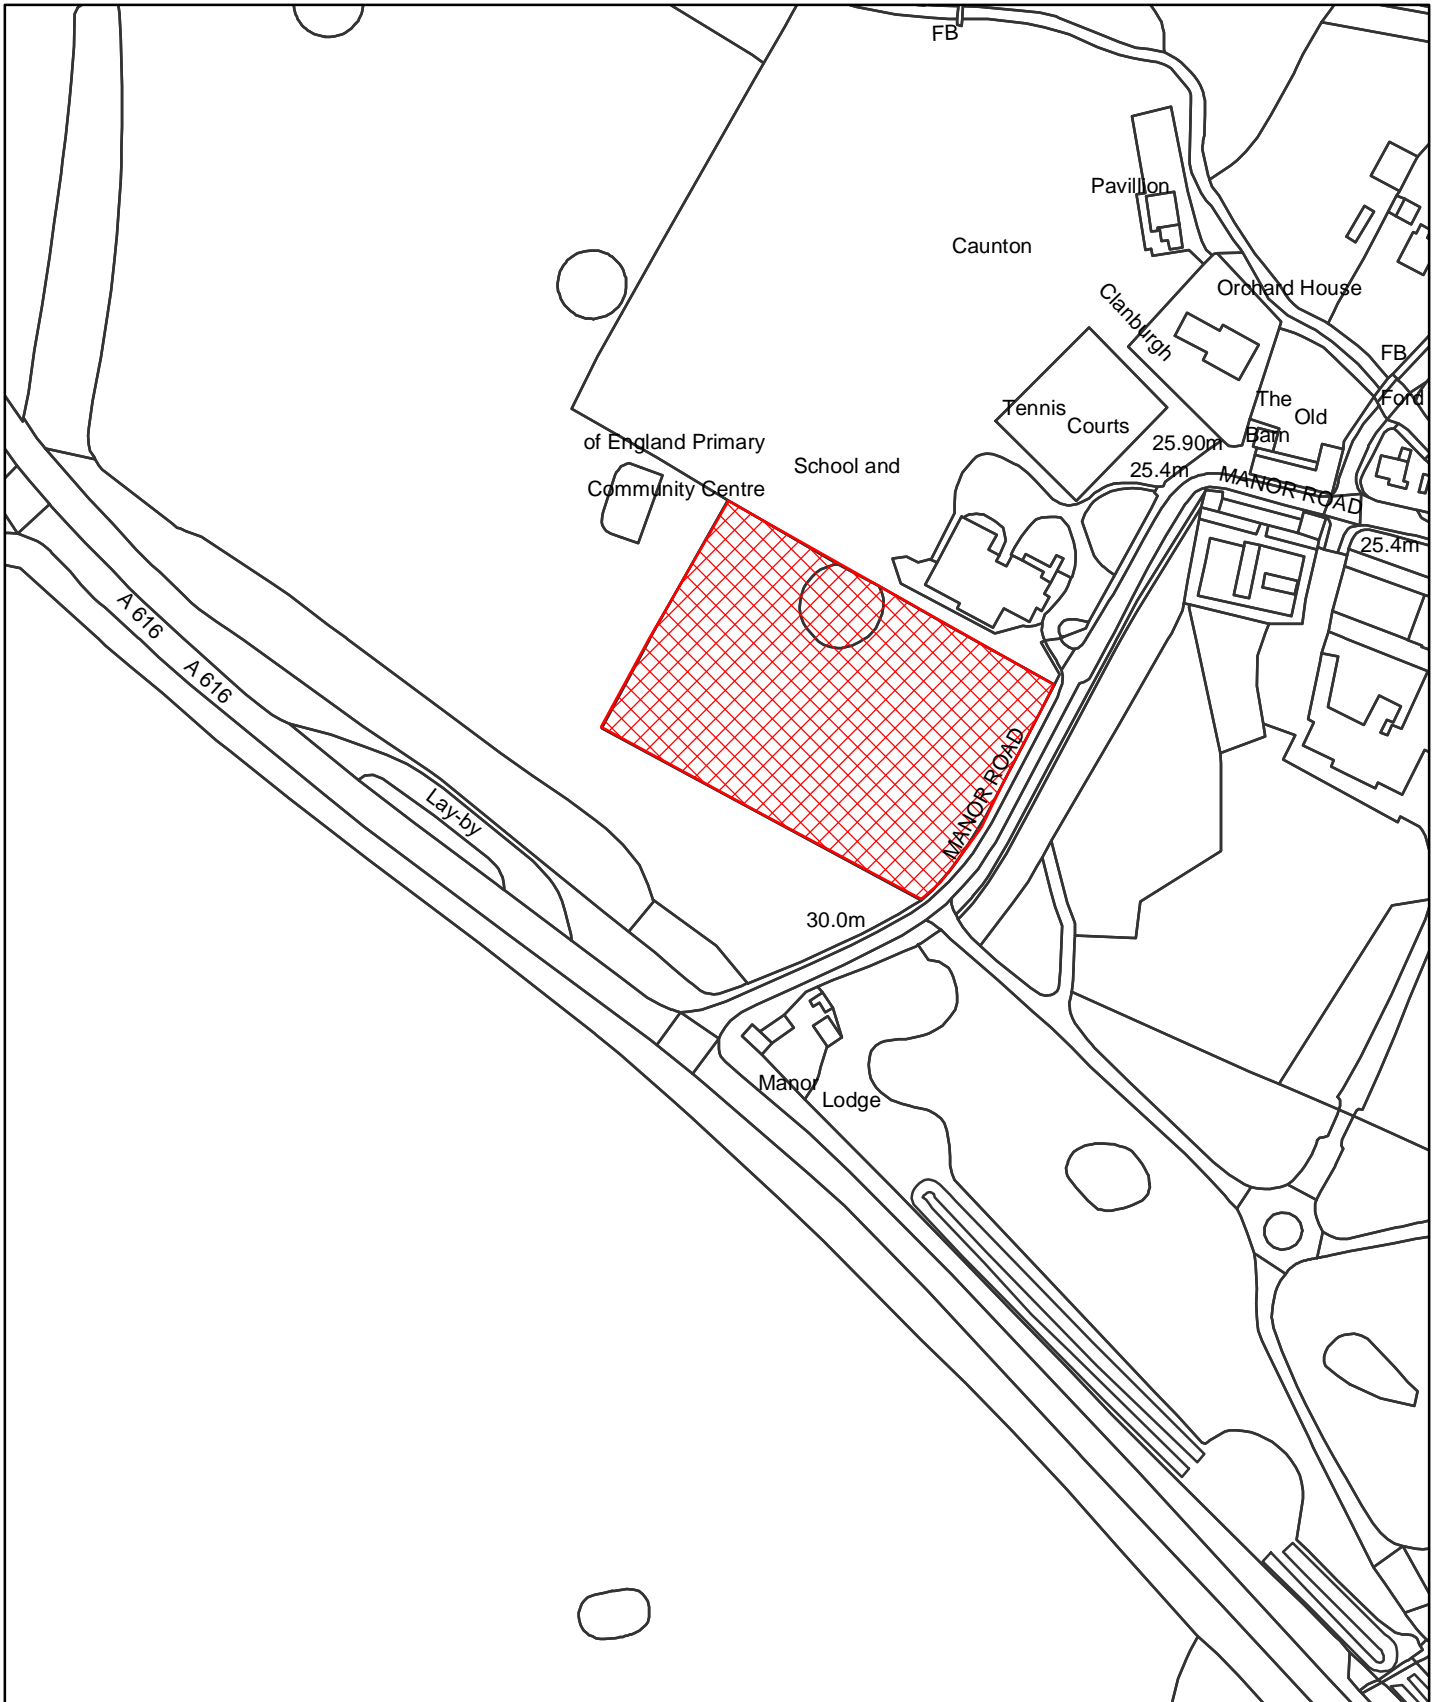 FB
Pavillion
Caunton
Orchard House
Clanburgh
FB
The
Old
Barn
Ford
Tennis
Courts
of England Primary
School and
Community Centre
25.90m
25.4m
MANOR ROAD
25.4m
A 616
A 616
MANOR ROAD
Lay-by
30.0m
Manor
Lodge